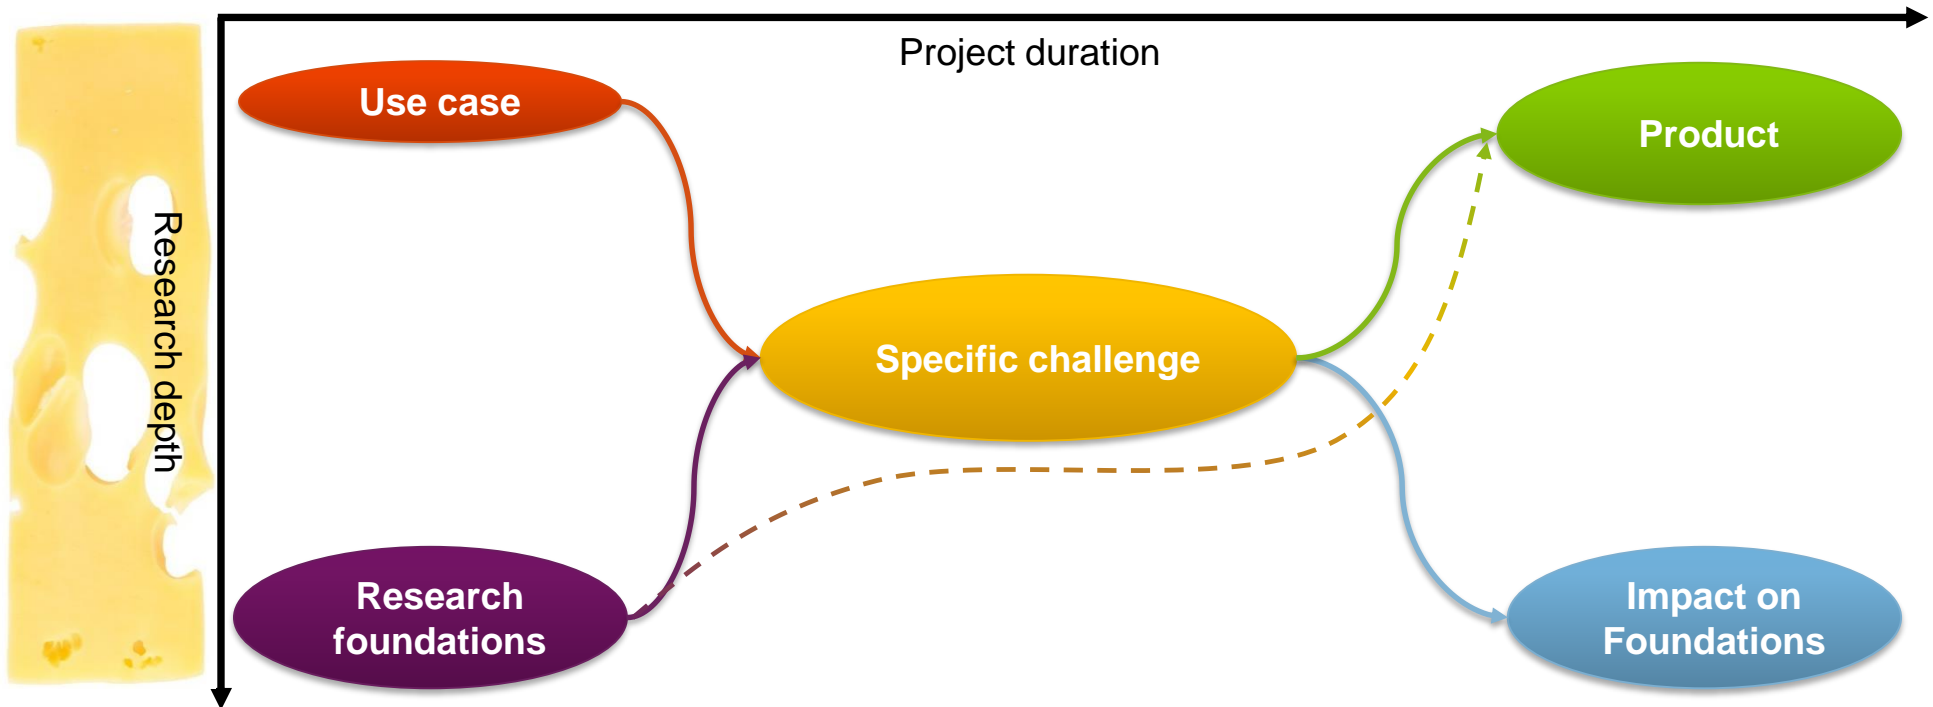 Project duration
Use case
Product
Research depth
Specific challenge
Research
foundations
Impact on
Foundations